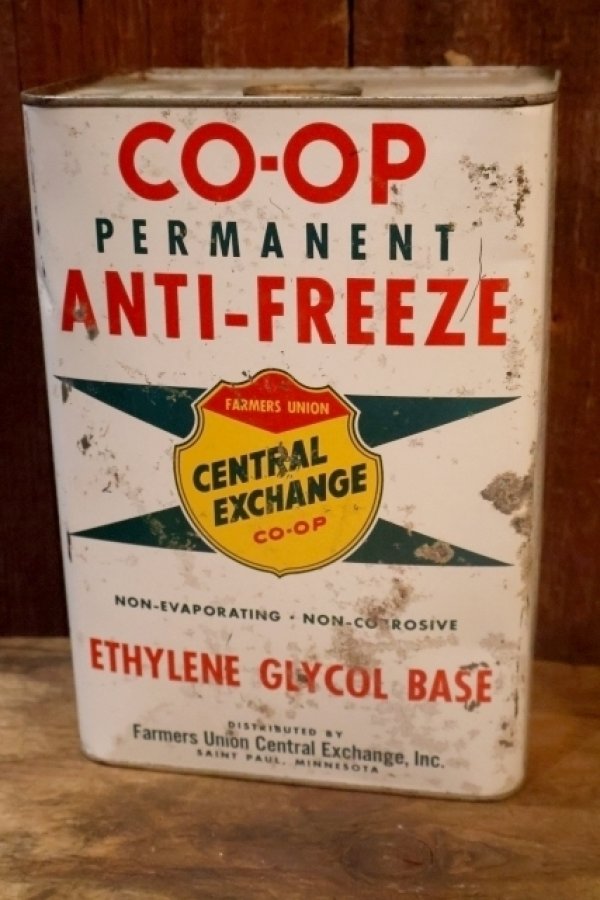 CO-OP
PERMANENT
ANTI-FREEZE
FARMERS UNION
CENTRAL
EXCHANGE
CO-OP
NON-EVAPORATING · NON-CORROSIVE
ETHYLENE GLYCOL BASE
DISTRIBUTED BY
Farmers Union Central Exchange, Inc.
SAINT PAUL, MINNESOTA